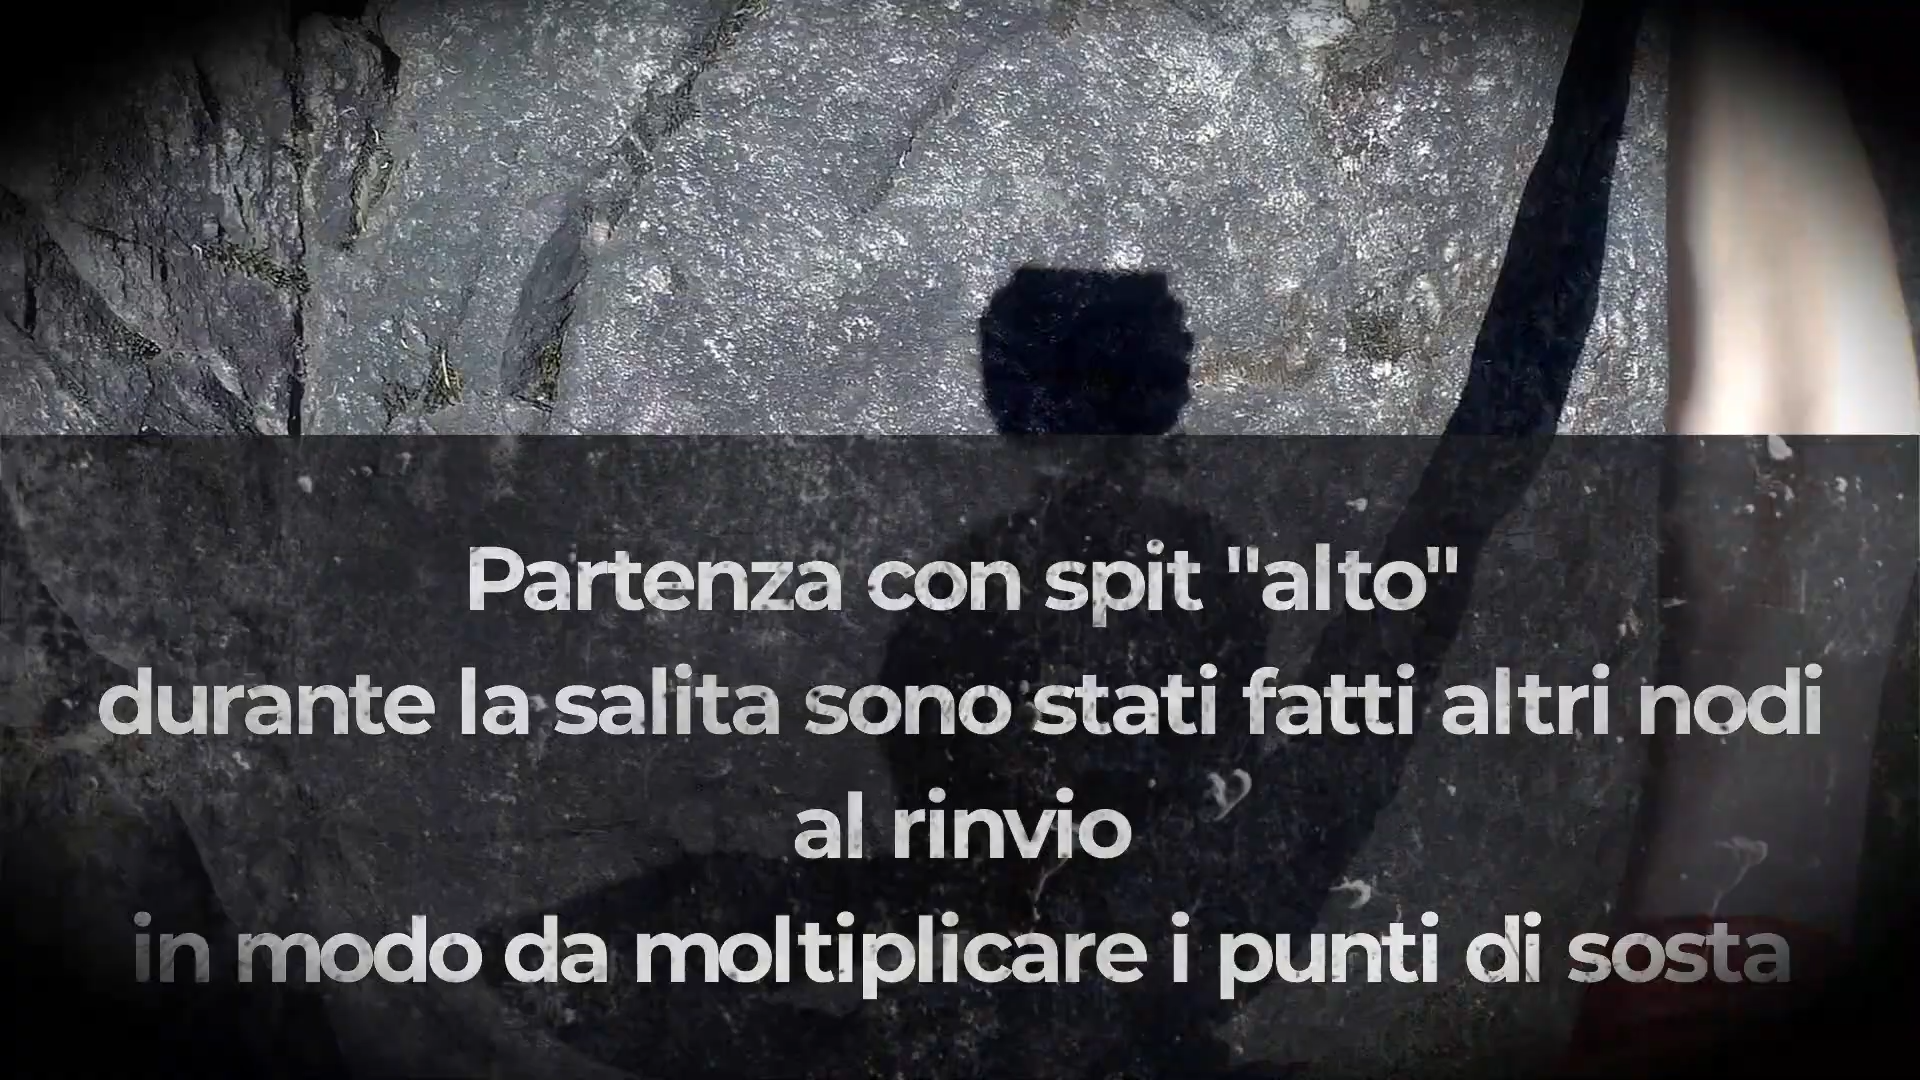 Partenza con spit "alto"
durante la salita sono stati fatti altri nodi
al rinvio
in modo da moltiplicare i punti di sosta